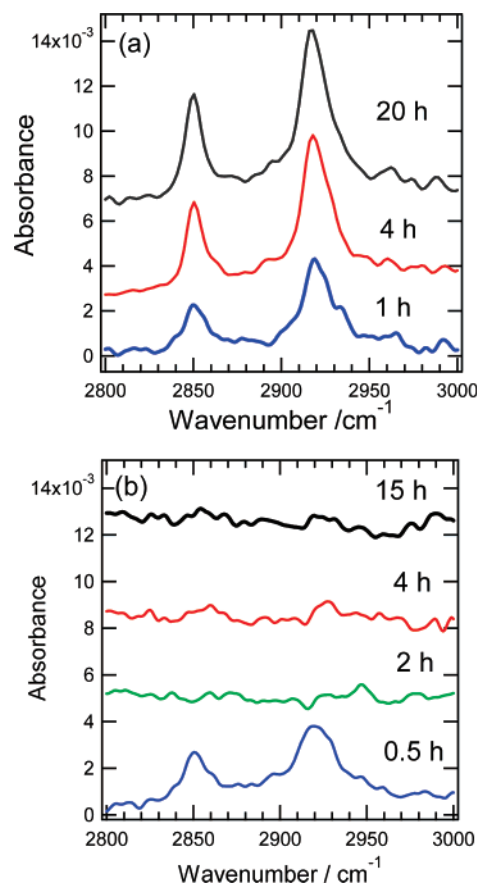 14x10⁻³
(a)
12
20 h
10
8
Absorbance
6
4 h
4
2
1 h
0
2800 2850 2900 2950 3000
Wavenumber /cm⁻¹
14x10⁻³
(b)
15 h
12
10
4 h
8
Absorbance
2 h
6
4
0.5 h
2
0
2800 2850 2900 2950 3000
Wavenumber / cm⁻¹